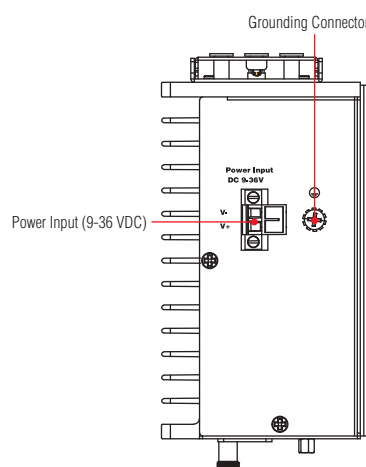 Grounding Connector
Power Input
DC 9-36V
V-
V+
Power Input (9-36 VDC)